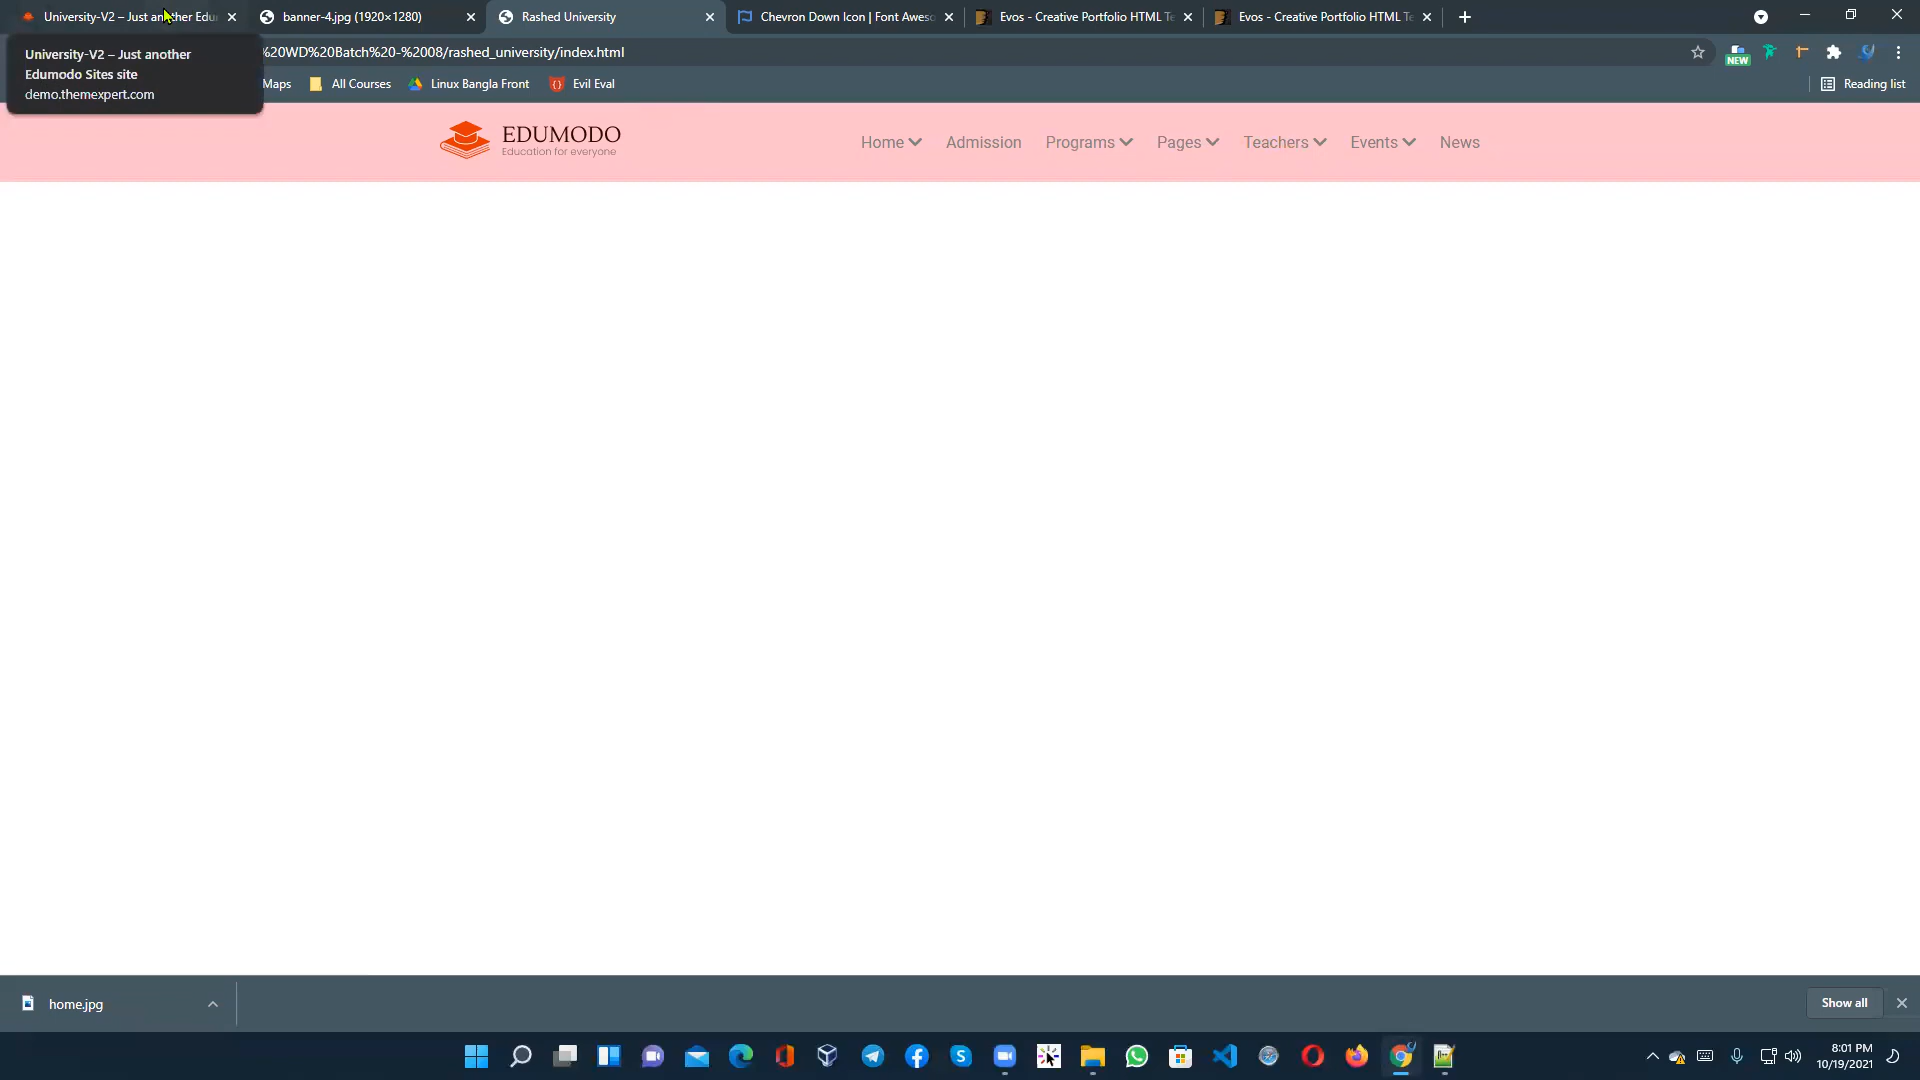 University-V2 – Just another Edu
banner-4.jpg (1920×1280)
Rashed University
Chevron Down Icon | Font Aweso
Evos - Creative Portfolio HTML Te
Evos - Creative Portfolio HTML Te
University-V2 – Just another
Edumodo Sites site
demo.themexpert.com
%20WD%20Batch%20-%2008/rashed_university/index.html
NEW
Maps
All Courses
Linux Bangla Front
Evil Eval
Reading list
EDUMODO
Education for everyone
Home
Admission
Programs
Pages
Teachers
Events
News
home.jpg
Show all
8:01 PM
10/19/2021